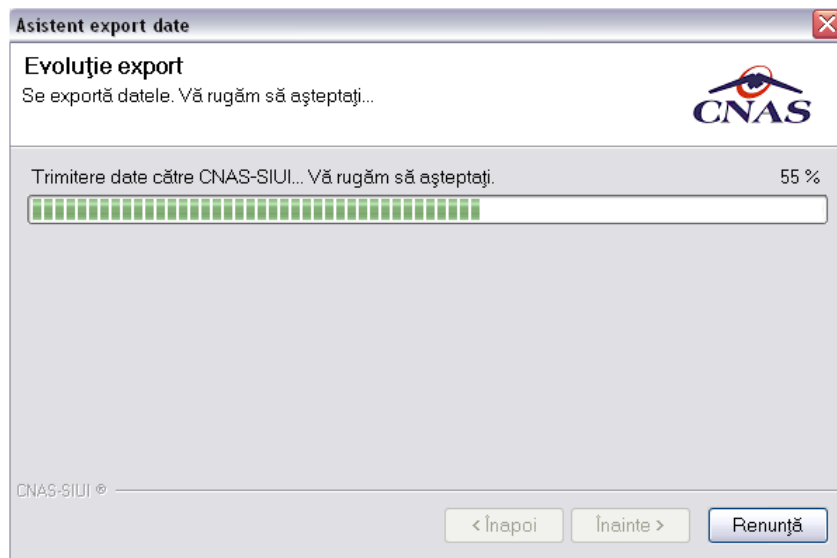 Asistent export date
Evoluţie export
Se exportă datele. Vă rugăm să aşteptaţi...
CNAS
Trimitere date către CNAS-SIUI... Vă rugăm să aşteptaţi. 55 %
CNAS-SIUI ®
< Înapoi Înainte > Renunţă